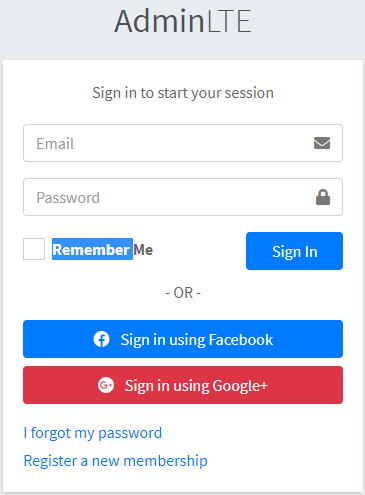 AdminLTE
Sign in to start your session
Email
Password
Remember Me
Sign In
- OR -
Sign in using Facebook
Sign in using Google+
I forgot my password
Register a new membership